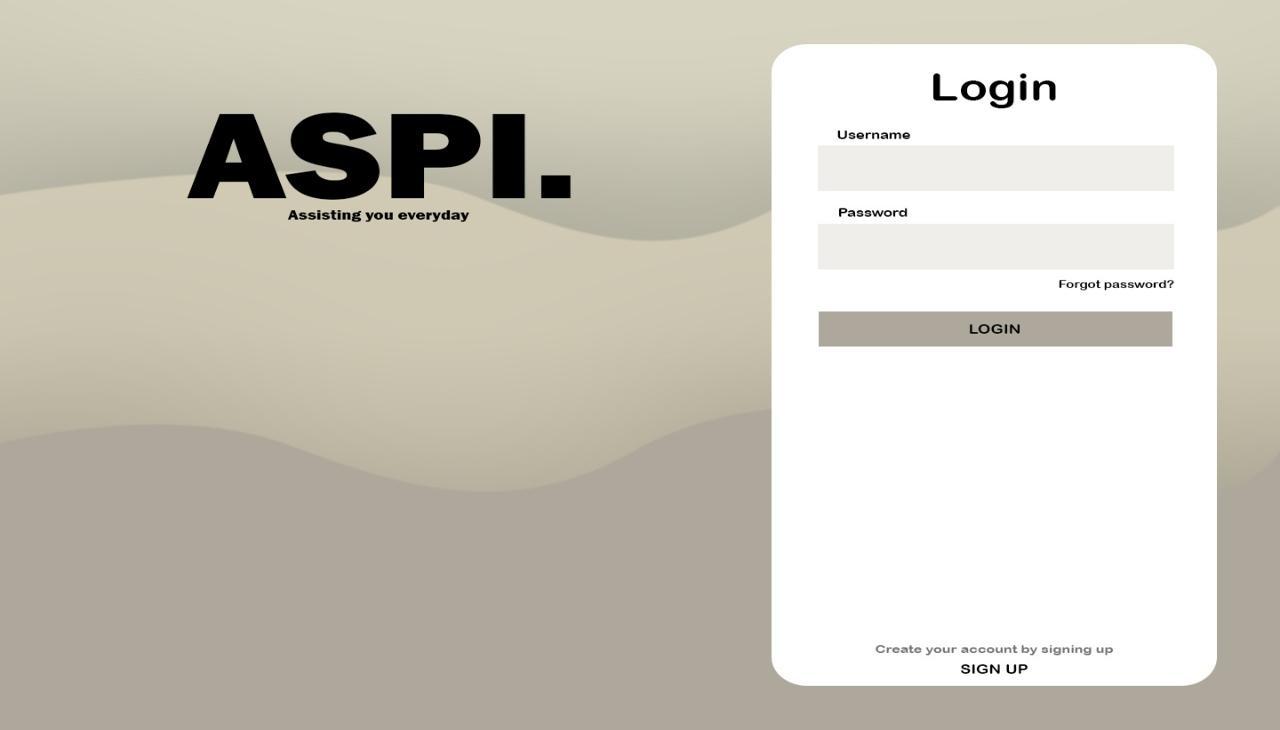 ASPI.
Assisting you everyday
Login
Username
Password
Forgot password?
LOGIN
Create your account by signing up
SIGN UP